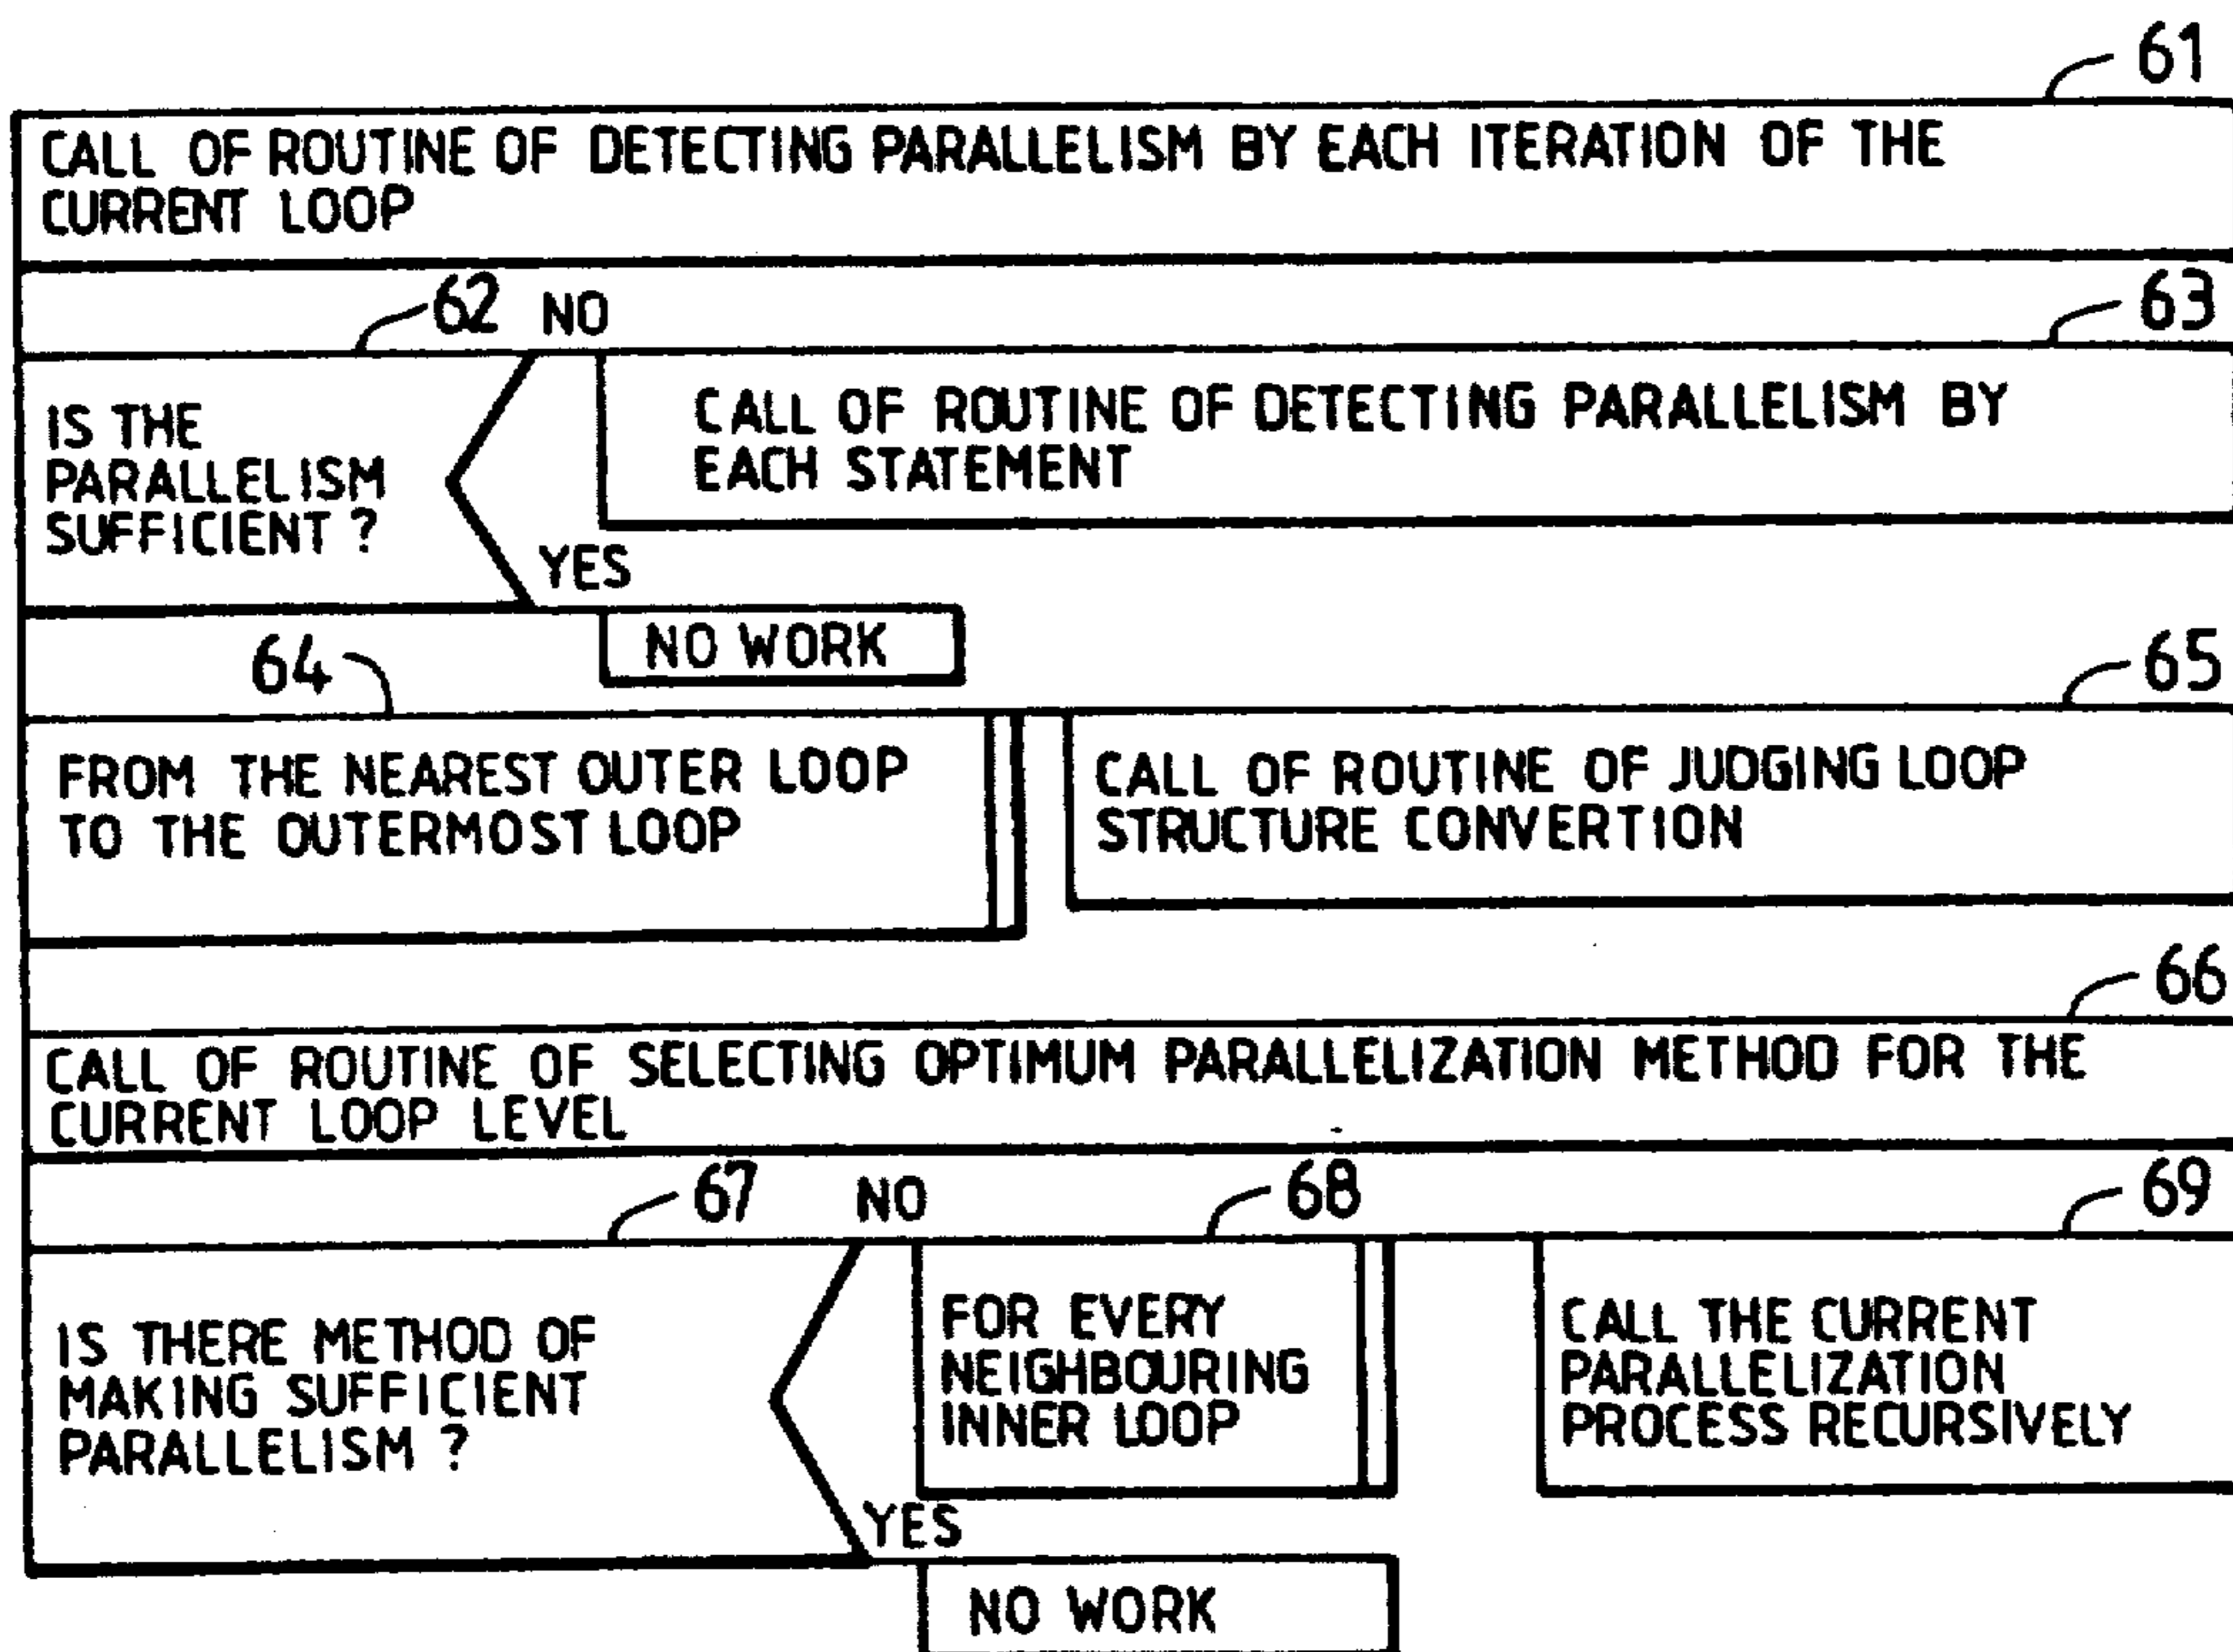 61
CALL OF ROUTINE OF DETECTING PARALLELISM BY EACH ITERATION OF THE
CURRENT LOOP
62 NO 63
IS THE
PARALLELISM
SUFFICIENT ?
CALL OF ROUTINE OF DETECTING PARALLELISM BY
EACH STATEMENT
YES
NO WORK
64
65
FROM THE NEAREST OUTER LOOP
TO THE OUTERMOST LOOP
CALL OF ROUTINE OF JUDGING LOOP
STRUCTURE CONVERTION
66
CALL OF ROUTINE OF SELECTING OPTIMUM PARALLELIZATION METHOD FOR THE
CURRENT LOOP LEVEL
67 NO 68 69
IS THERE METHOD OF
MAKING SUFFICIENT
PARALLELISM ?
FOR EVERY
NEIGHBOURING
INNER LOOP
CALL THE CURRENT
PARALLELIZATION
PROCESS RECURSIVELY
YES
NO WORK